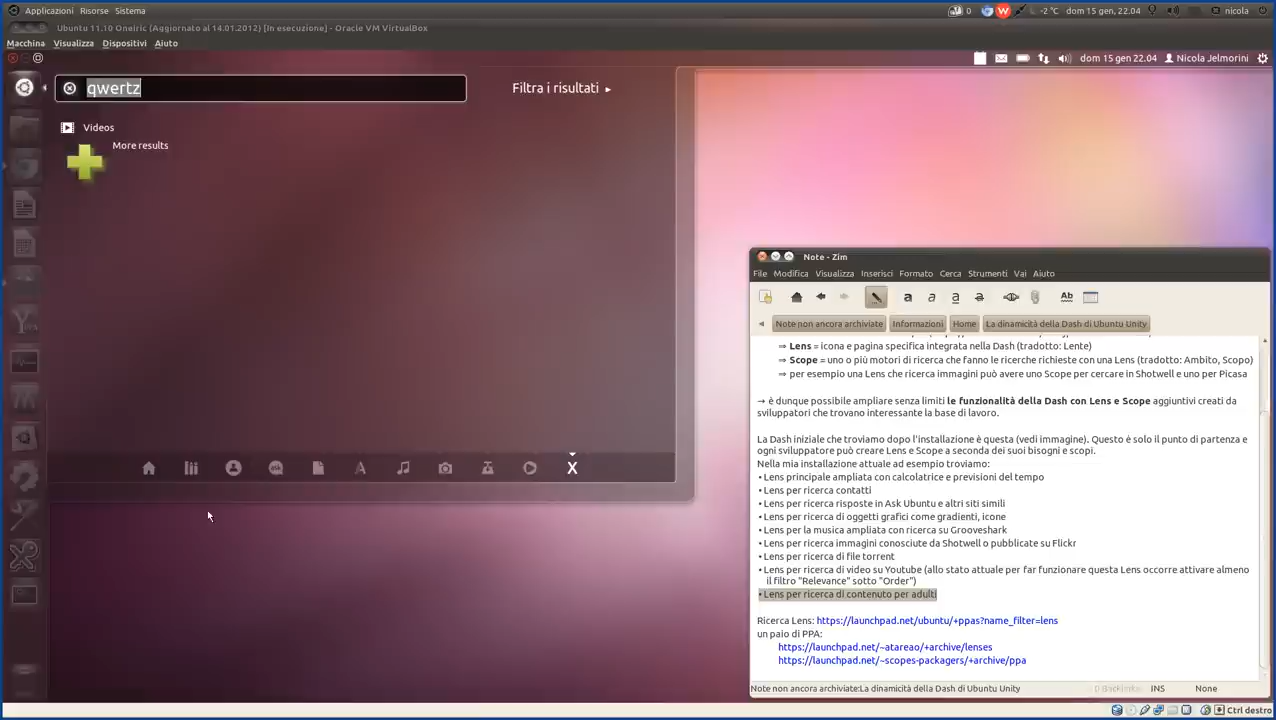 Applicazioni Risorse Sistema
0
-2 °C dom 15 gen, 22.04 nicola
Ubuntu 11.10 Oneiric (Aggiornato al 14.01.2012) [In esecuzione] - Oracle VM VirtualBox
Macchina Visualizza Dispositivi Aiuto
dom 15 gen 22.04 Nicola Jelmorini
qwertz
Filtra i risultati ▸
Videos
More results
X
Note - Zim
File Modifica Visualizza Inserisci Formato Cerca Strumenti Vai Aiuto
Note non ancora archiviate Informazioni Home La dinamicità della Dash di Ubuntu Unity
⇒ Lens = icona e pagina specifica integrata nella Dash (tradotto: Lente)
⇒ Scope = uno o più motori di ricerca che fanno le ricerche richieste con una Lens (tradotto: Ambito, Scopo)
⇒ per esempio una Lens che ricerca immagini può avere uno Scope per cercare in Shotwell e uno per Picasa
→ è dunque possibile ampliare senza limiti le funzionalità della Dash con Lens e Scope aggiuntivi creati da
sviluppatori che trovano interessante la base di lavoro.
La Dash iniziale che troviamo dopo l'installazione è questa (vedi immagine). Questo è solo il punto di partenza e
ogni sviluppatore può creare Lens e Scope a seconda dei suoi bisogni e scopi.
Nella mia installazione attuale ad esempio troviamo:
• Lens principale ampliata con calcolatrice e previsioni del tempo
• Lens per ricerca contatti
• Lens per ricerca risposte in Ask Ubuntu e altri siti simili
• Lens per ricerca di oggetti grafici come gradienti, icone
• Lens per la musica ampliata con ricerca su Grooveshark
• Lens per ricerca immagini conosciute da Shotwell o pubblicate su Flickr
• Lens per ricerca di file torrent
• Lens per ricerca di video su Youtube (allo stato attuale per far funzionare questa Lens occorre attivare almeno
il filtro "Relevance" sotto "Order")
• Lens per ricerca di contenuto per adulti
Ricerca Lens: https://launchpad.net/ubuntu/+ppas?name_filter=lens
un paio di PPA:
https://launchpad.net/~atareao/+archive/lenses
https://launchpad.net/~scopes-packagers/+archive/ppa
Note non ancora archiviate:La dinamicità della Dash di Ubuntu Unity
0 Backlinks INS None
Ctrl destro